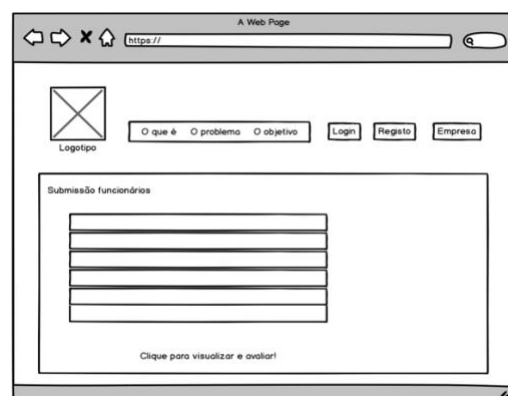 A Web Page
https://
O que é O problema O objetivo Login Registo Empresa
Logotipo
Submissão funcionários
Clique para visualizar e avaliar!